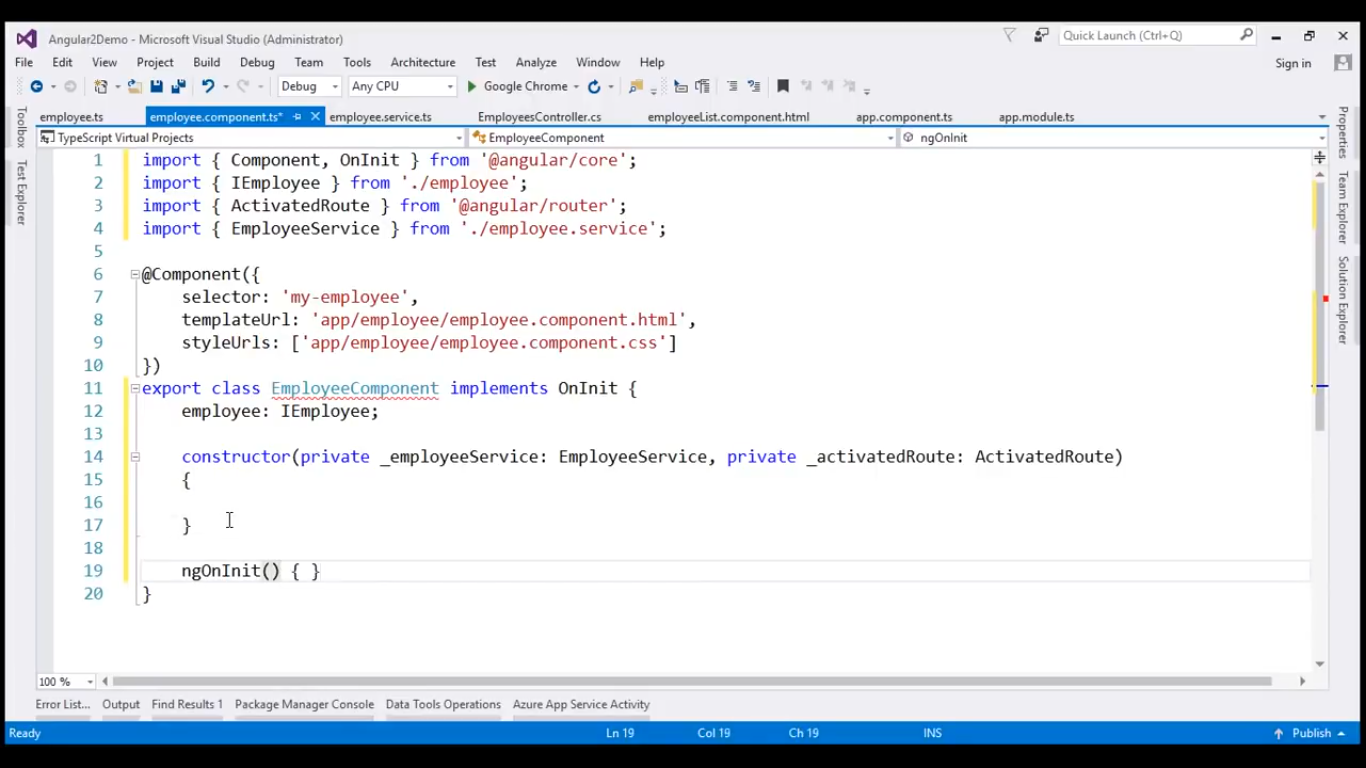 Angular2Demo - Microsoft Visual Studio (Administrator)
Quick Launch (Ctrl+Q)
File Edit View Project Build Debug Team Tools Architecture Test Analyze Window Help
Sign in
Debug Any CPU Google Chrome
employee.ts employee.component.ts* employee.service.ts EmployeesController.cs employeeList.component.html app.component.ts app.module.ts
TypeScript Virtual Projects EmployeeComponent ngOnInit
Toolbox
Test Explorer
Properties
Team Explorer
Solution Explorer
1 import { Component, OnInit } from '@angular/core';
2 import { IEmployee } from './employee';
3 import { ActivatedRoute } from '@angular/router';
4 import { EmployeeService } from './employee.service';
5
6 @Component({
7 selector: 'my-employee',
8 templateUrl: 'app/employee/employee.component.html',
9 styleUrls: ['app/employee/employee.component.css']
10 })
11 export class EmployeeComponent implements OnInit {
12 employee: IEmployee;
13
14 constructor(private _employeeService: EmployeeService, private _activatedRoute: ActivatedRoute)
15 {
16
17 }
18
19 ngOnInit() { }
20 }
100 %
Error List... Output Find Results 1 Package Manager Console Data Tools Operations Azure App Service Activity
Ready Ln 19 Col 19 Ch 19 INS Publish